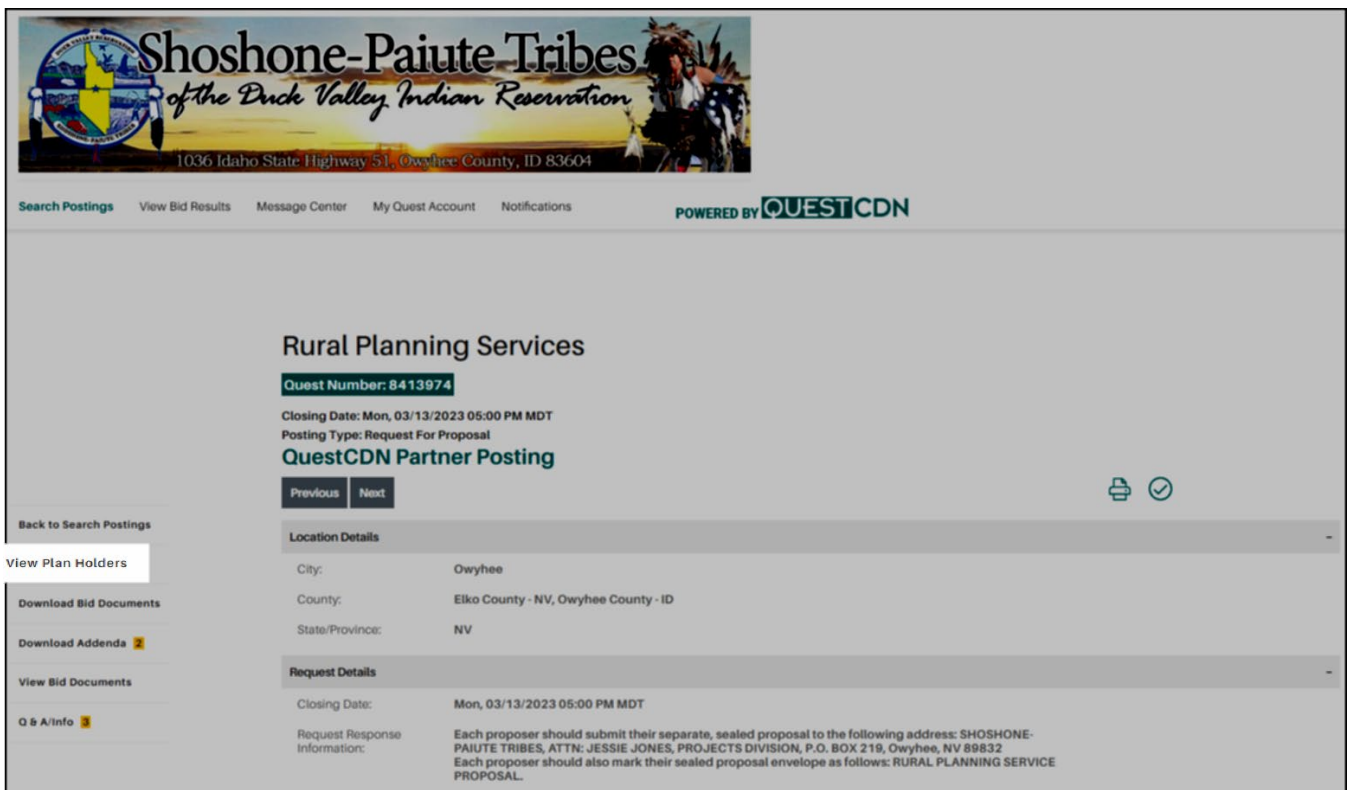 Shoshone-Paiute Tribes
of the Duck Valley Indian Reservation
1036 Idaho State Highway 51, Owyhee County, ID 83604
Search Postings View Bid Results Message Center My Quest Account Notifications POWERED BY QUESTCDN
Rural Planning Services
Quest Number: 8413974
Closing Date: Mon, 03/13/2023 05:00 PM MDT
Posting Type: Request For Proposal
QuestCDN Partner Posting
Previous Next
Back to Search Postings
View Plan Holders
Download Bid Documents
Download Addenda 2
View Bid Documents
Q & A/Info 3
Location Details -
City: Owyhee
County: Elko County - NV, Owyhee County - ID
State/Province: NV
Request Details -
Closing Date: Mon, 03/13/2023 05:00 PM MDT
Request Response Information:
Each proposer should submit their separate, sealed proposal to the following address: SHOSHONE-
PAIUTE TRIBES, ATTN: JESSIE JONES, PROJECTS DIVISION, P.O. BOX 219, Owyhee, NV 89832
Each proposer should also mark their sealed proposal envelope as follows: RURAL PLANNING SERVICE
PROPOSAL.